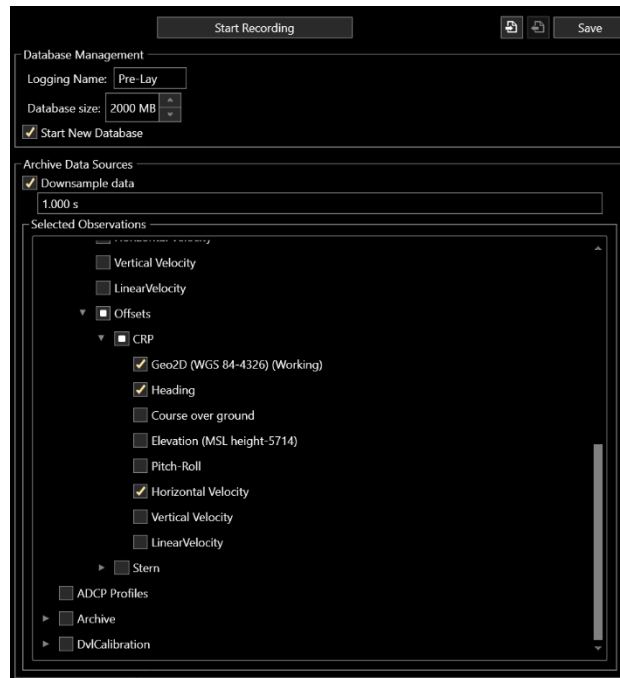 Start Recording
Save
Database Management
Logging Name: Pre-Lay
Database size: 2000 MB
Start New Database
Archive Data Sources
Downsample data
1.000 s
Selected Observations
Vertical Velocity
LinearVelocity
Offsets
CRP
Geo2D (WGS 84-4326) (Working)
Heading
Course over ground
Elevation (MSL height-5714)
Pitch-Roll
Horizontal Velocity
Vertical Velocity
LinearVelocity
Stern
ADCP Profiles
Archive
DvlCalibration